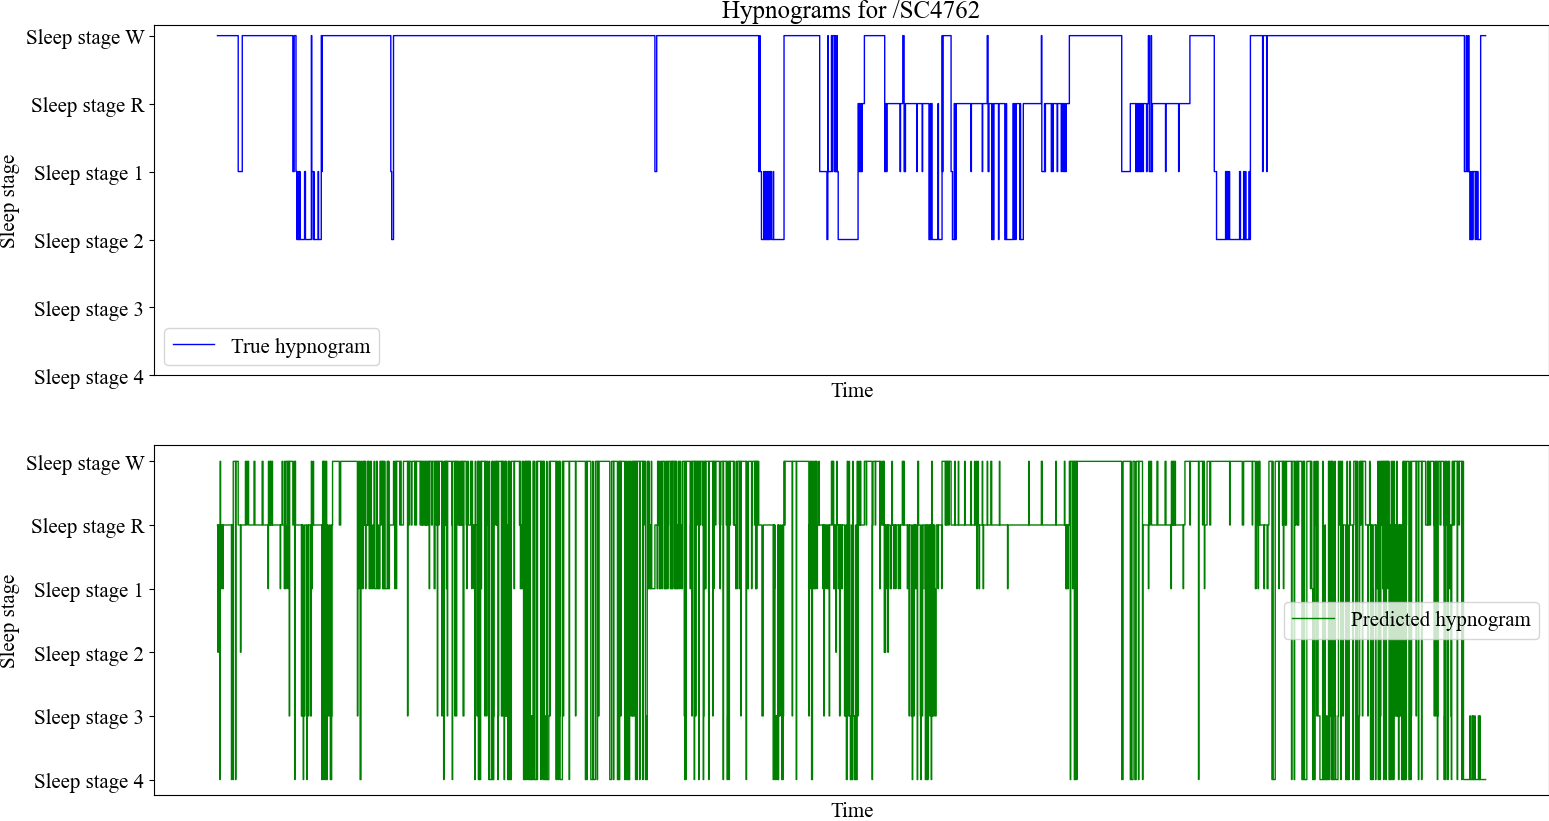 Hypnograms for /SC4762
Sleep stage W
Sleep stage R
Sleep stage 1
Sleep stage 2
Sleep stage 3
Sleep stage 4
Sleep stage
True hypnogram
Time
Sleep stage W
Sleep stage R
Sleep stage 1
Sleep stage 2
Sleep stage 3
Sleep stage 4
Sleep stage
Predicted hypnogram
Time